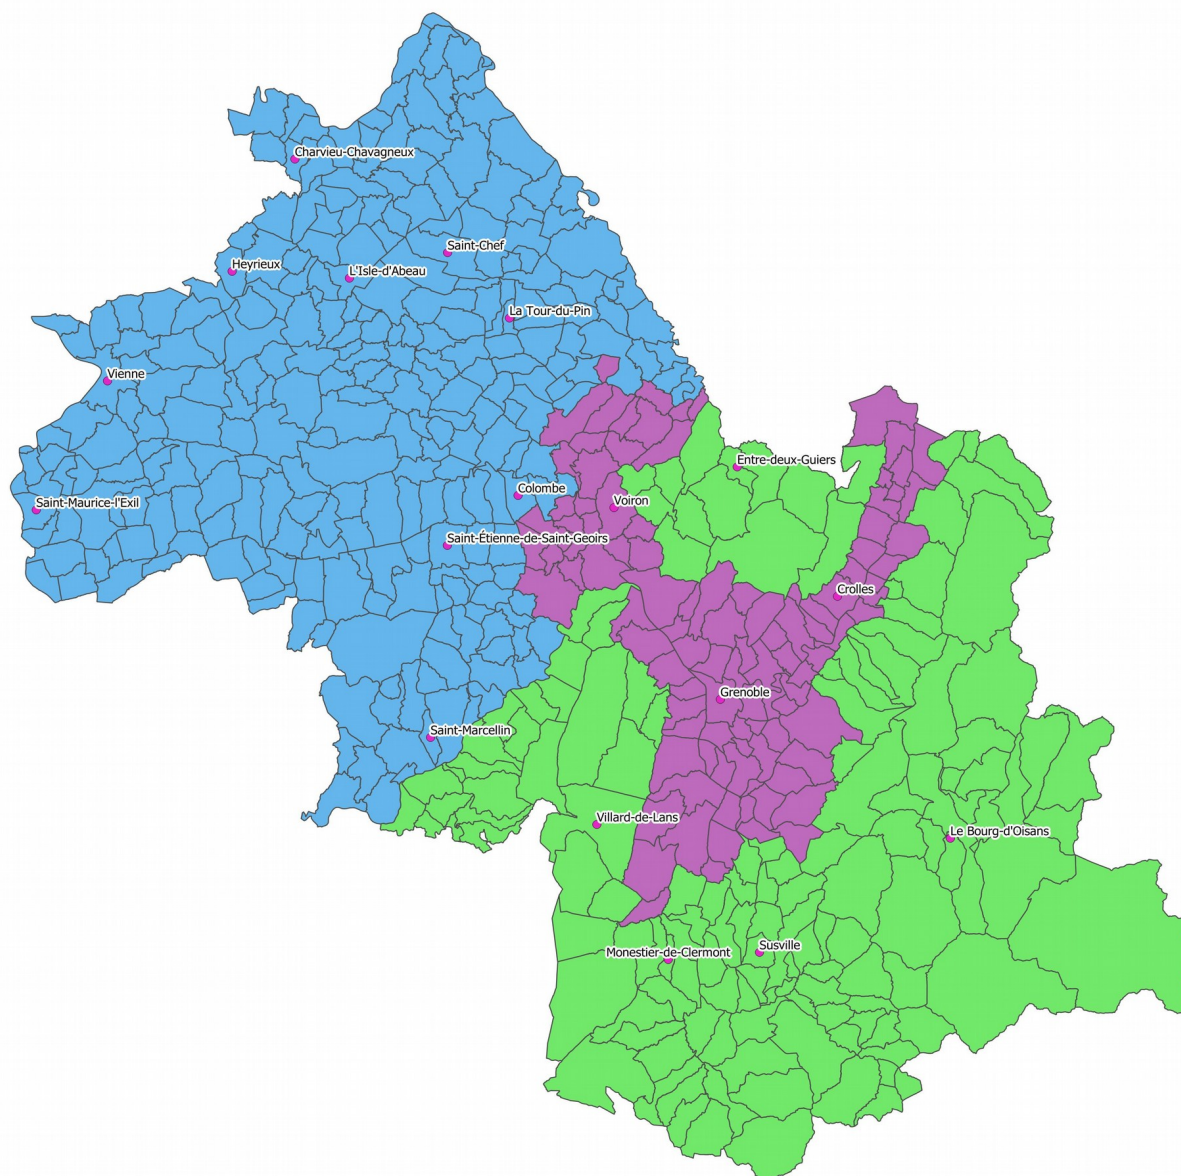 Charvieu-Chavagneux
Saint-Chef
Heyrieux
L'Isle-d'Abeau
La Tour-du-Pin
Vienne
Entre-deux-Guiers
Colombe
Saint-Maurice-l'Exil
Voiron
Saint-Étienne-de-Saint-Geoirs
Crolles
Grenoble
Saint-Marcellin
Villard-de-Lans
Le Bourg-d'Oisans
Susville
Monestier-de-Clermont